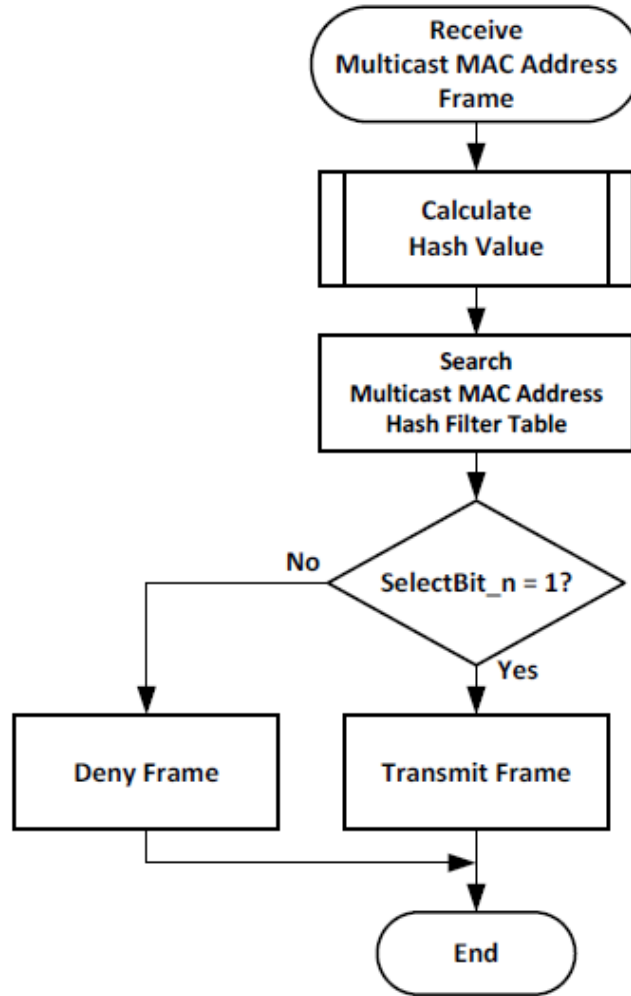 Receive
Multicast MAC Address
Frame
Calculate
Hash Value
Search
Multicast MAC Address
Hash Filter Table
No
SelectBit_n = 1?
Yes
Deny Frame
Transmit Frame
End